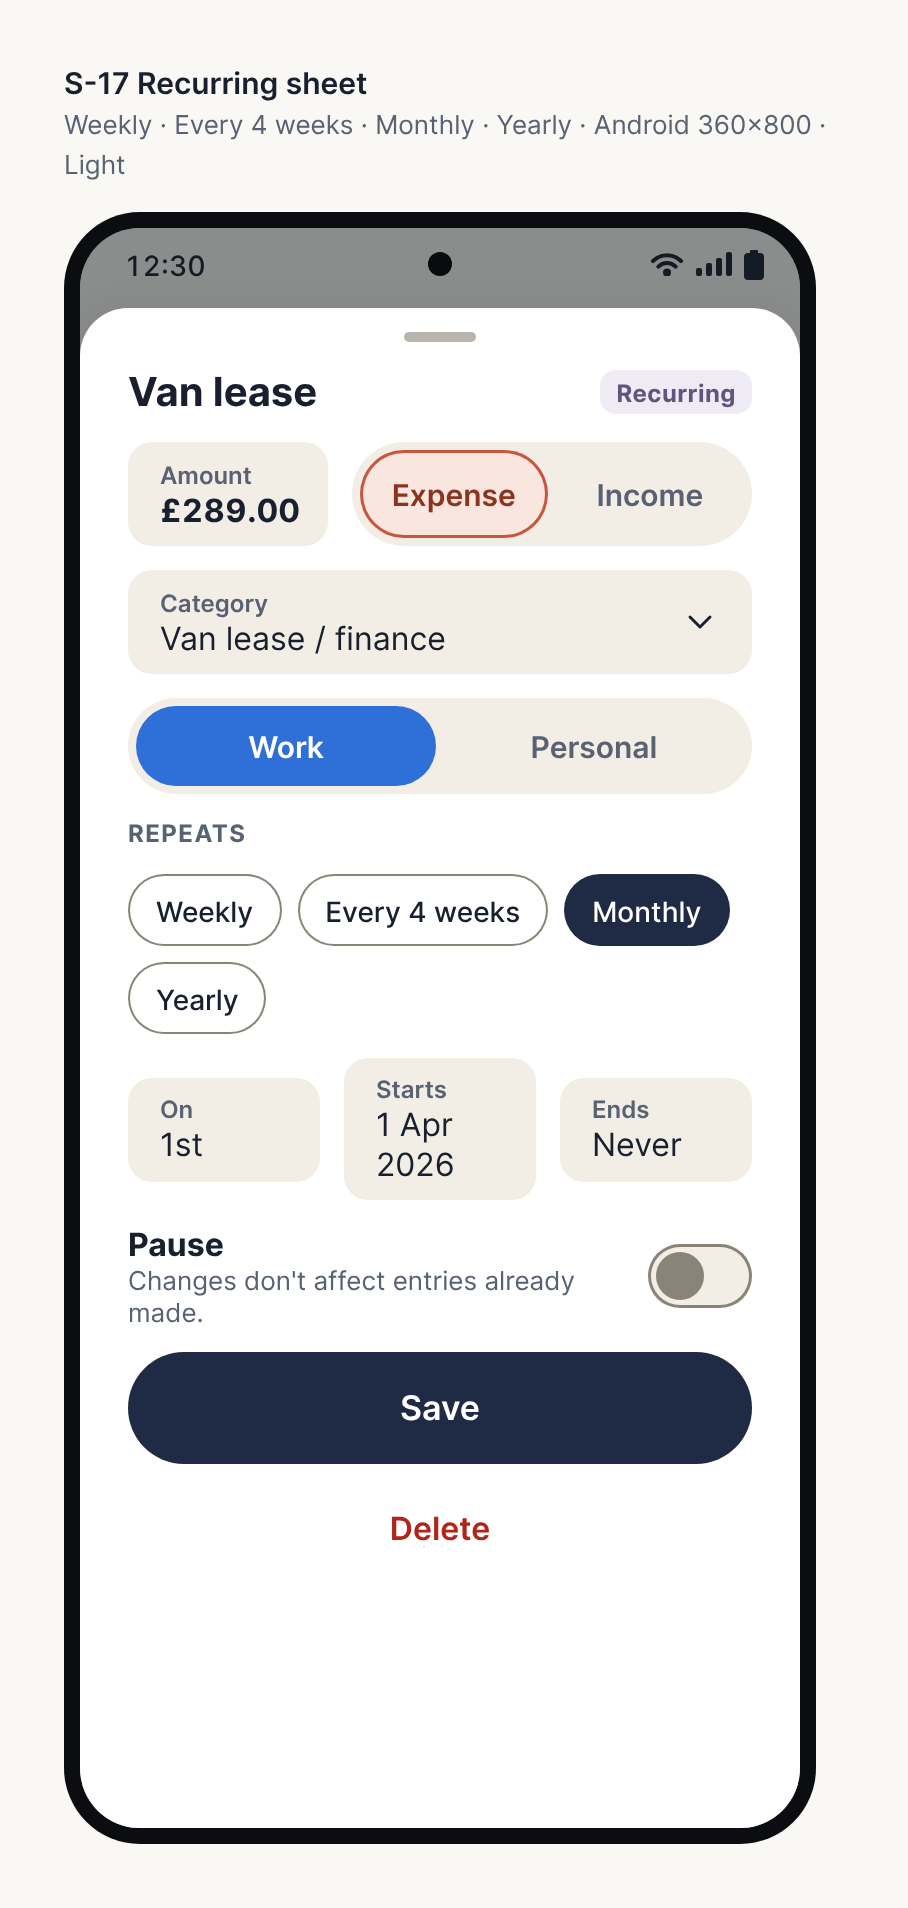 S-17 Recurring sheet
Weekly · Every 4 weeks · Monthly · Yearly · Android 360×800 ·
Light
12:30
Van lease
Recurring
Amount
£289.00
Expense
Income
Category
Van lease / finance
Work
Personal
REPEATS
Weekly
Every 4 weeks
Monthly
Yearly
On
1st
Starts
1 Apr
2026
Ends
Never
Pause
Changes don't affect entries already
made.
Save
Delete